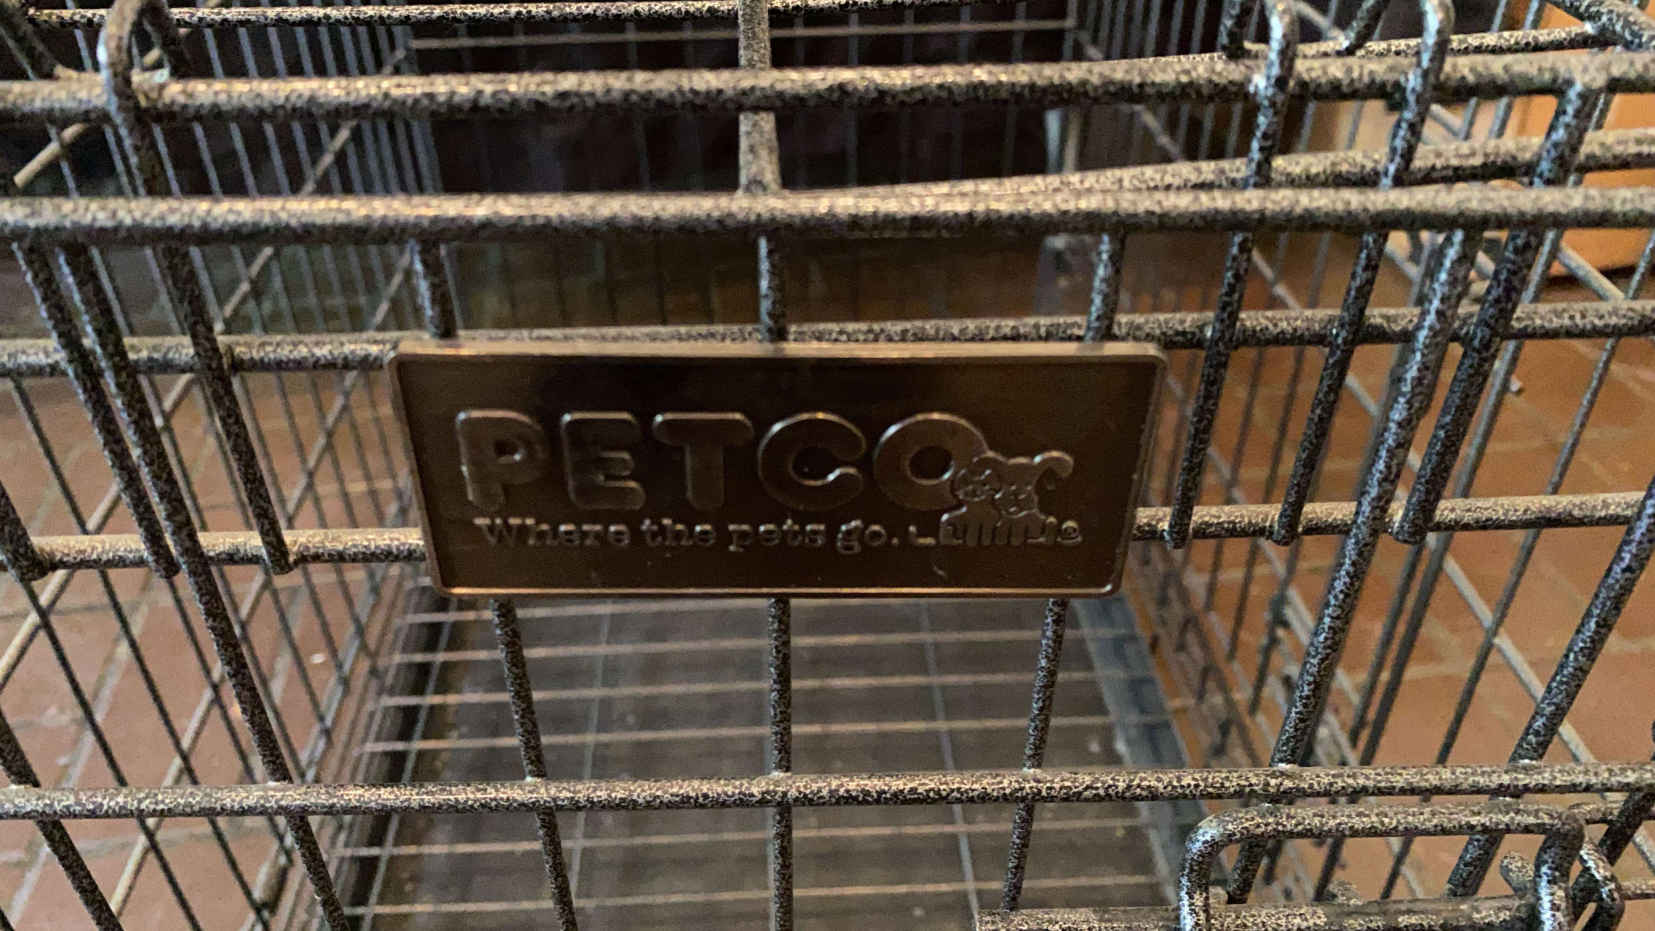 PETCO
Where the pets go.